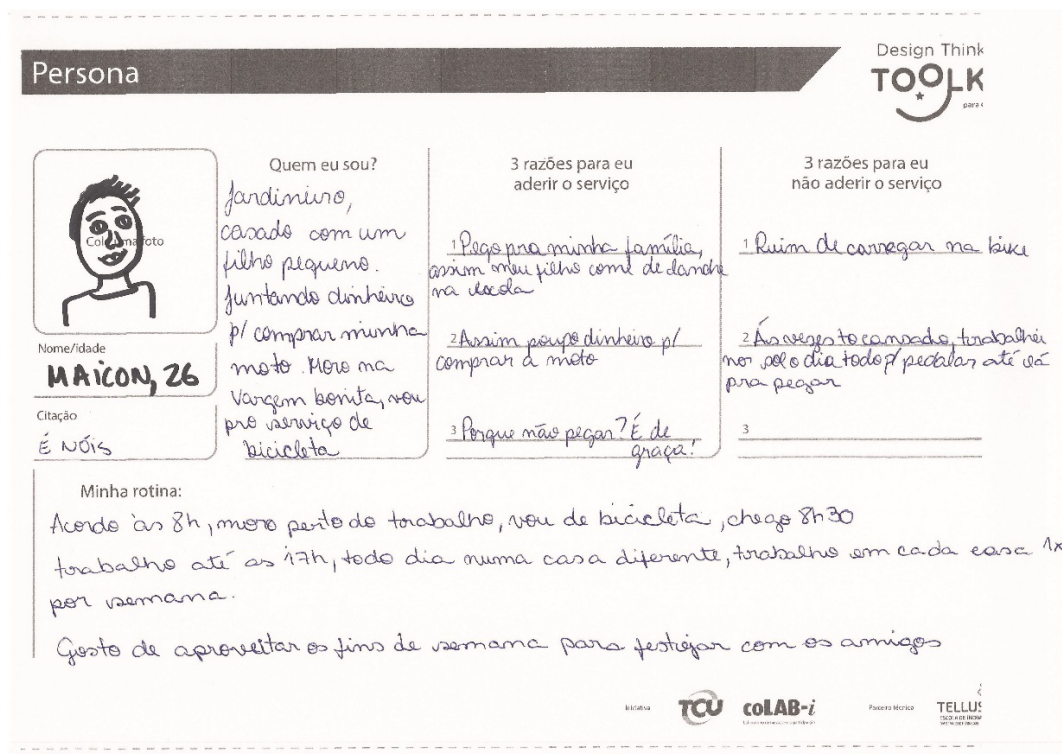 Persona
Design Think
TOOLK
para
Cole uma foto
Nome/idade
MAICON, 26
Citação
É NÓIS
Quem eu sou?
Jardineiro,
casado com um
filho pequeno.
Juntando dinheiro
p/ comprar minha
moto. Moro na
Vargem bonita, vou
pro serviço de
bicicleta
3 razões para eu
aderir o serviço
1 Pego pra minha família,
assim meu filho come de lanche
na escola
2 Assim poupo dinheiro p/
comprar a moto
3 Porque não pegar? É de
graça!
3 razões para eu
não aderir o serviço
1 Ruim de carregar na bike
2 Às vezes to cansado, trabalhei
no sol o dia todo p/ pedalar até lá
pra pegar
3
Minha rotina:
Acordo às 8h, moro perto do trabalho, vou de bicicleta, chego 8h30
trabalho até as 17h, todo dia numa casa diferente, trabalho em cada casa 1x
por semana.
Gosto de aproveitar os fins de semana para festejar com os amigos
Iniciativa
TCU
coLAB-i
Parceiro técnico
TELLUS